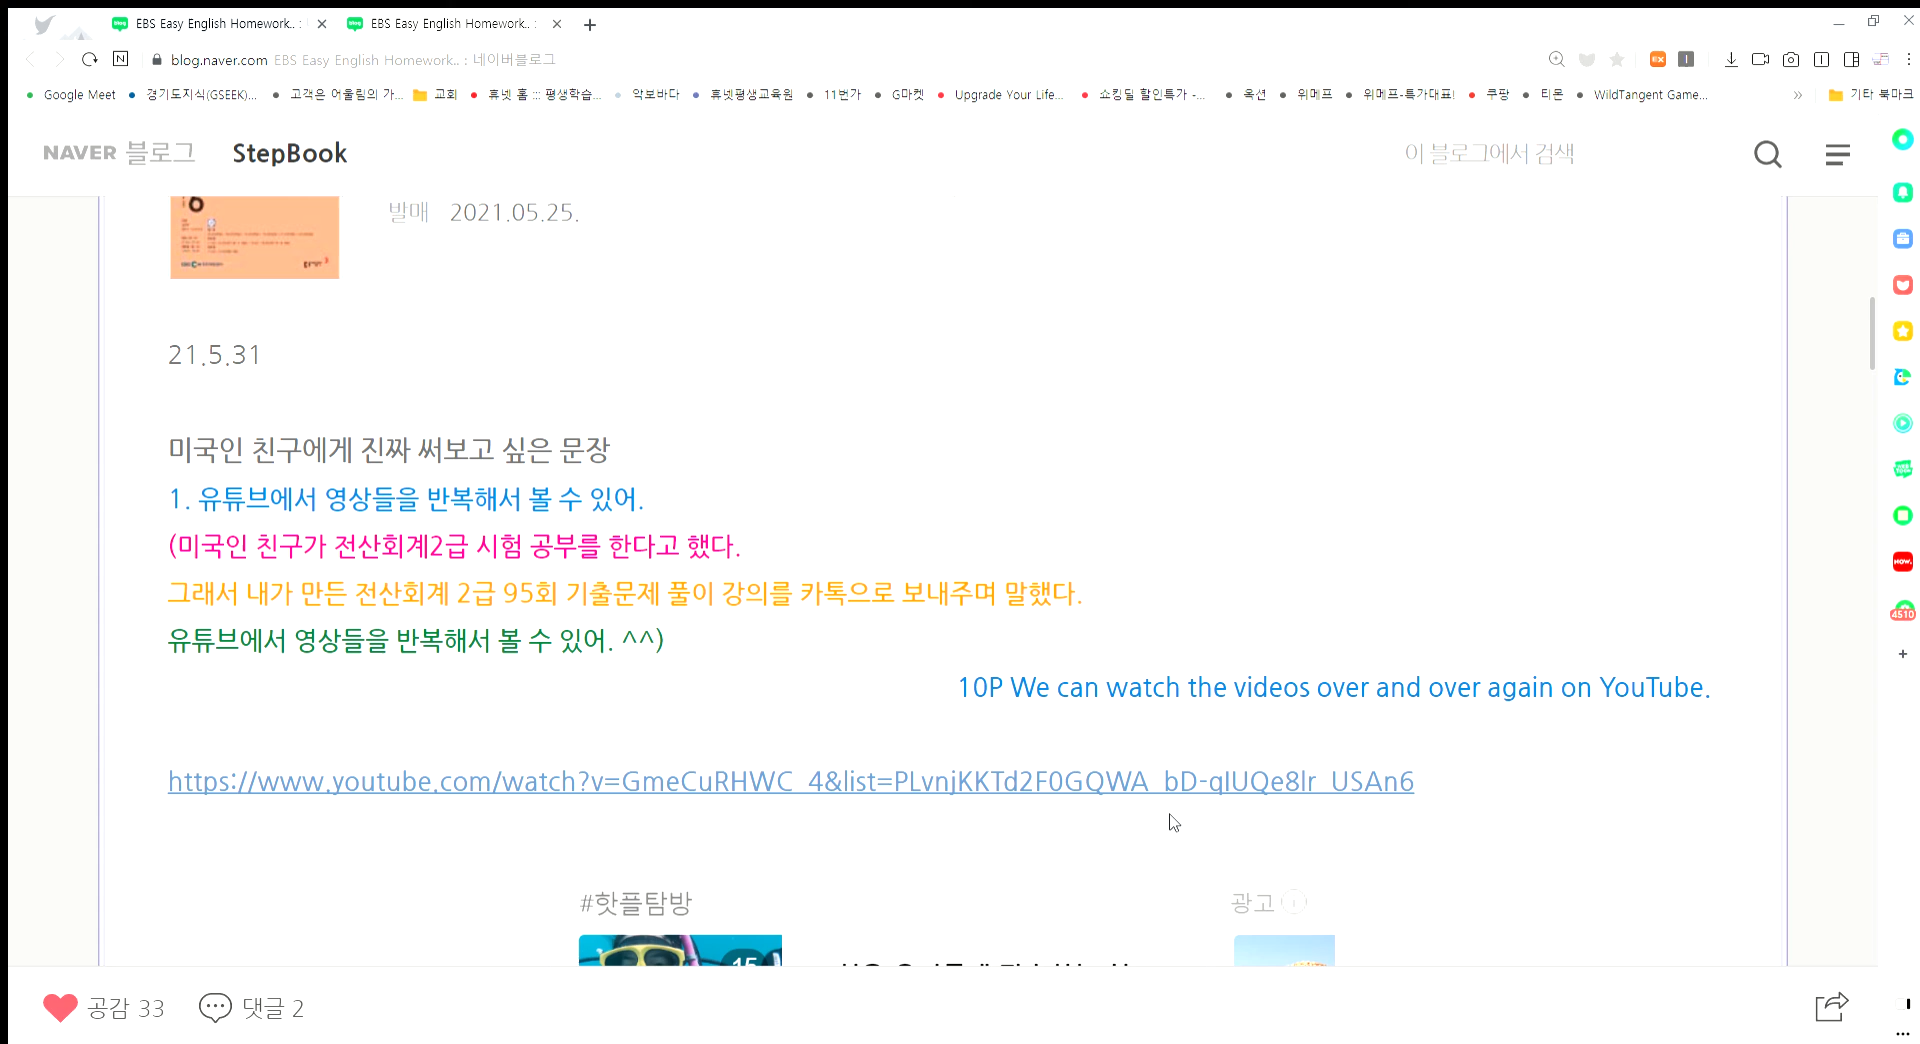 EBS Easy English Homework.. :
EBS Easy English Homework.. :
blog.naver.com EBS Easy English Homework.. : 네이버블로그
Google Meet
경기도지식(GSEEK)...
고객은 어울림의 가...
교회
휴넷 홈 ::: 평생학습...
악보바다
휴넷평생교육원
11번가
G마켓
Upgrade Your Life...
쇼킹딜 할인특가 -...
옥션
위메프
위메프-특가대표!
쿠팡
티몬
WildTangent Game...
기타 북마크
NAVER 블로그 StepBook
이 블로그에서 검색
발매 2021.05.25.
21.5.31
미국인 친구에게 진짜 써보고 싶은 문장
1. 유튜브에서 영상들을 반복해서 볼 수 있어.
(미국인 친구가 전산회계2급 시험 공부를 한다고 했다.
그래서 내가 만든 전산회계 2급 95회 기출문제 풀이 강의를 카톡으로 보내주며 말했다.
유튜브에서 영상들을 반복해서 볼 수 있어. ^^)
10P We can watch the videos over and over again on YouTube.
https://www.youtube.com/watch?v=GmeCuRHWC_4&list=PLvnjKKTd2F0GQWA_bD-qIUQe8lr_USAn6
#핫플탐방
광고
15
NOW.
4510
공감 33 댓글 2